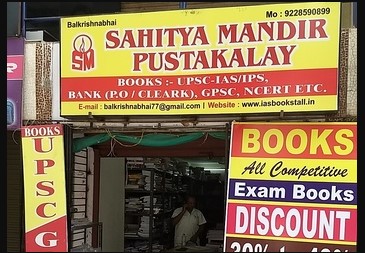 Balkrishnabhai
Mo : 9228590899
SAHITYA MANDIR
PUSTAKALAY
SM
BOOKS :- UPSC-IAS/IPS,
BANK (P.O / CLEARK), GPSC, NCERT ETC.
E-mail : balkrishnabhai77@gmail.com | Website : www.iasbookstall.in
BOOKS
UPSC
G
BOOKS
All Competitive
Exam Books
DISCOUNT